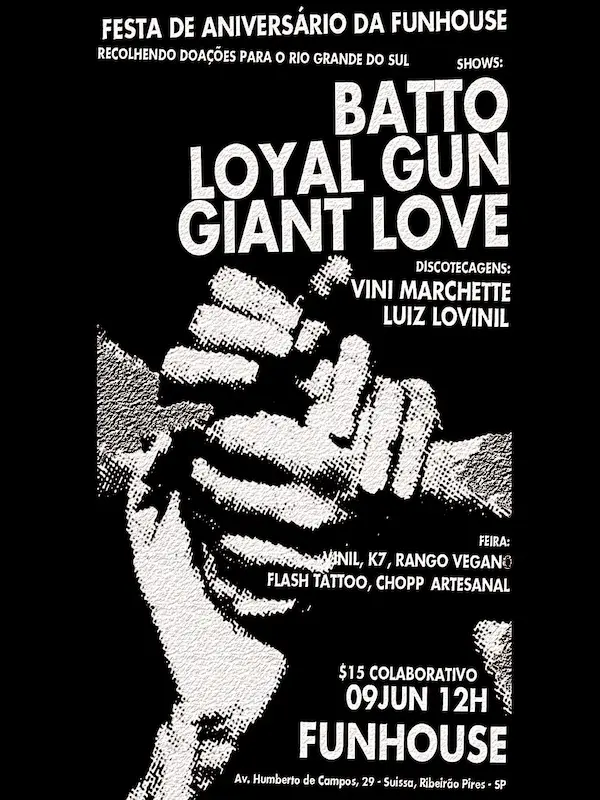 FESTA DE ANIVERSÁRIO DA FUNHOUSE
RECOLHENDO DOAÇÕES PARA O RIO GRANDE DO SUL
SHOWS:
BATTO
LOYAL GUN
GIANT LOVE
DISCOTECAGENS:
VINI MARCHETTE
LUIZ LOVINIL
FEIRA:
VINIL, K7, RANGO VEGANO
FLASH TATTOO, CHOPP ARTESANAL
$15 COLABORATIVO
09JUN 12H
FUNHOUSE
Av. Humberto de Campos, 29 - Suissa, Ribeirão Pires - SP